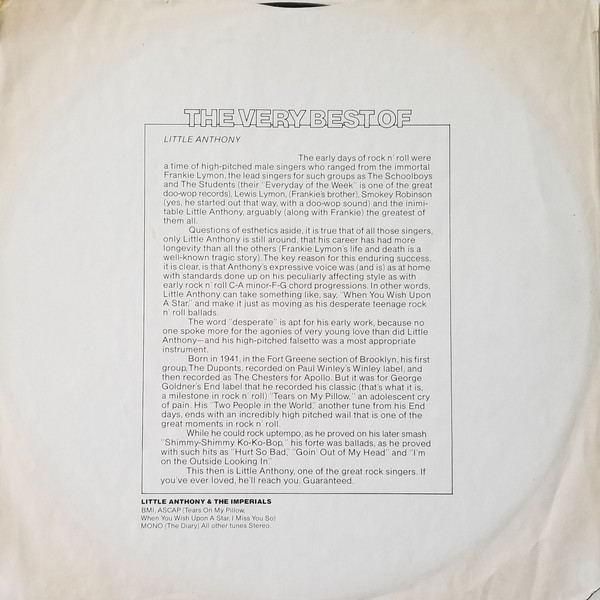 THE VERY BEST OF
LITTLE ANTHONY
The early days of rock n' roll were
a time of high-pitched male singers who ranged from the immortal
Frankie Lymon, the lead singers for such groups as The Schoolboys
and The Students (their "Everyday of the Week" is one of the great
doo-wop records), Lewis Lymon, (Frankie's brother), Smokey Robinson
(yes, he started out that way, with a doo-wop sound) and the inimi-
table Little Anthony, arguably (along with Frankie) the greatest of
them all.
Questions of esthetics aside, it is true that of all those singers,
only Little Anthony is still around, that his career has had more
longevity than all the others (Frankie Lymon's life and death is a
well-known tragic story). The key reason for this enduring success,
it is clear, is that Anthony's expressive voice was (and is) as at home
with standards done up on his peculiarly affecting style as with
early rock n' roll C-A minor-F-G chord progressions. In other words,
Little Anthony can take something like, say, "When You Wish Upon
A Star," and make it just as moving as his desperate teenage rock
n' roll ballads.
The word "desperate" is apt for his early work, because no
one spoke more for the agonies of very young love than did Little
Anthony—and his high-pitched falsetto was a most appropriate
instrument.
Born in 1941, in the Fort Greene section of Brooklyn, his first
group, The Duponts, recorded on Paul Winley's Winley label, and
then recorded as The Chesters for Apollo. But it was for George
Goldner's End label that he recorded his classic (that's what it is,
a milestone in rock n' roll) "Tears on My Pillow," an adolescent cry
of pain. His "Two People in the World," another tune from his End
days, ends with an incredibly high pitched wail that is one of the
great moments in rock n' roll.
While he could rock uptempo, as he proved on his later smash
"Shimmy-Shimmy Ko-Ko-Bop," his forte was ballads, as he proved
with such hits as "Hurt So Bad," "Goin' Out of My Head" and "I'm
on the Outside Looking In."
This then is Little Anthony, one of the great rock singers. If
you've ever loved, he'll reach you. Guaranteed.
LITTLE ANTHONY & THE IMPERIALS
BMI, ASCAP (Tears On My Pillow,
When You Wish Upon A Star, I Miss You So)
MONO (The Diary) All other tunes Stereo.